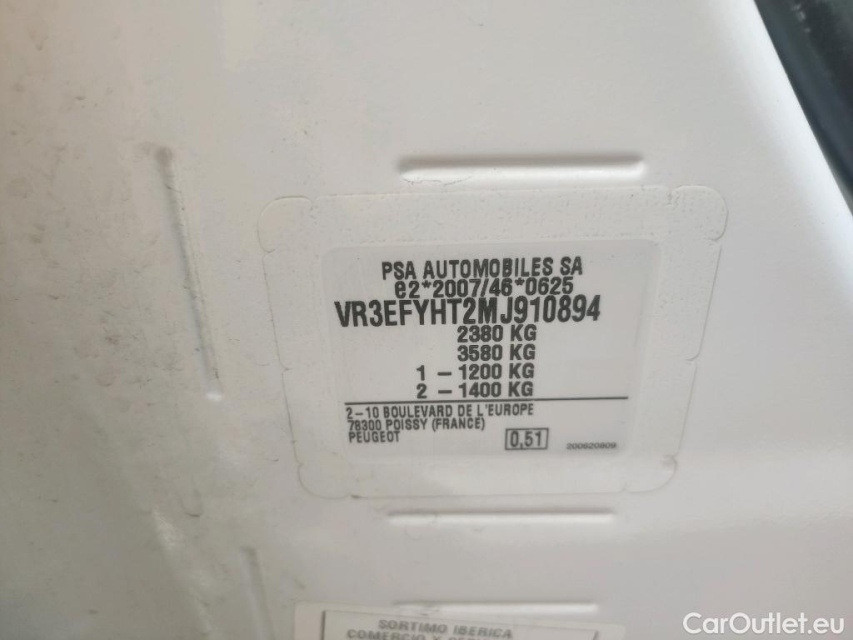 PSA AUTOMOBILES SA
e2*2007/46*0625
VR3EFYHT2MJ910894
2380 KG
3580 KG
1 – 1200 KG
2 – 1400 KG
2–10 BOULEVARD DE L'EUROPE
78300 POISSY (FRANCE)
PEUGEOT
0,51
SORTIMO IBERICA
COMERCIO Y
CarOutlet.eu